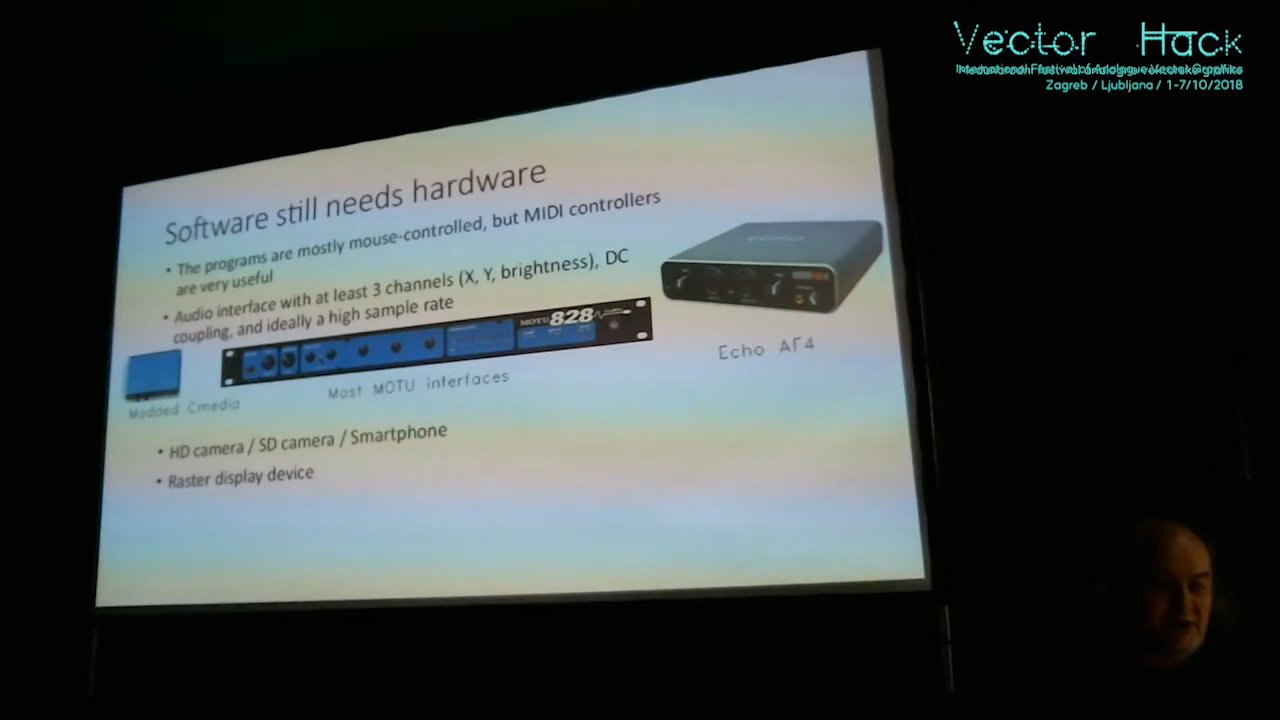 Vector Hack
Zagreb / Ljubljana / 1-7/10/2018
Software still needs hardware
• The programs are mostly mouse-controlled, but MIDI controllers
are very useful
• Audio interface with at least 3 channels (X, Y, brightness), DC
coupling, and ideally a high sample rate
MOTU 828
Modded Cmedia
Most MOTU interfaces
Echo AF4
• HD camera / SD camera / Smartphone
• Raster display device